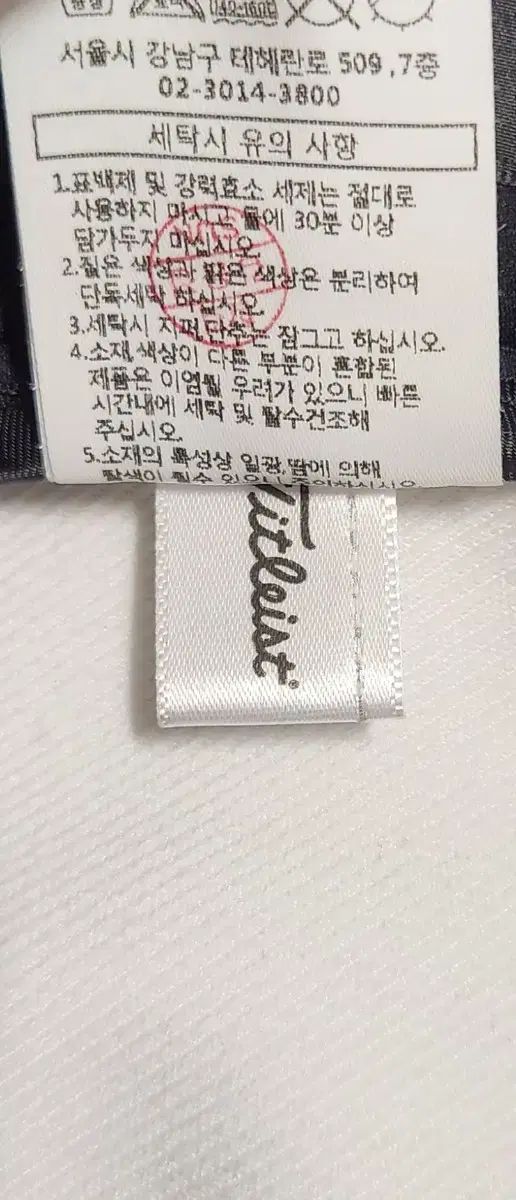 서울시 강남구 테헤란로 509,7층
02-3014-3800
세탁시 유의 사항
1.표백제 및 강력효소 세제는 절대로
사용하지 마시고 물에 30분 이상
담가두지 마십시오.
2.짙은 색상과 맑은 색상은 분리하여
단독세탁 하십시오.
3.세탁시 지퍼,단추는 잠그고 하십시오.
4.소재,색상이 다른 부분이 혼합된
제품은 이염될 우려가 있으니 빠른
시간내에 세탁 및 탈수건조해
주십시오.
5.소재의 특성상 일광,땀에 의해
Titleist